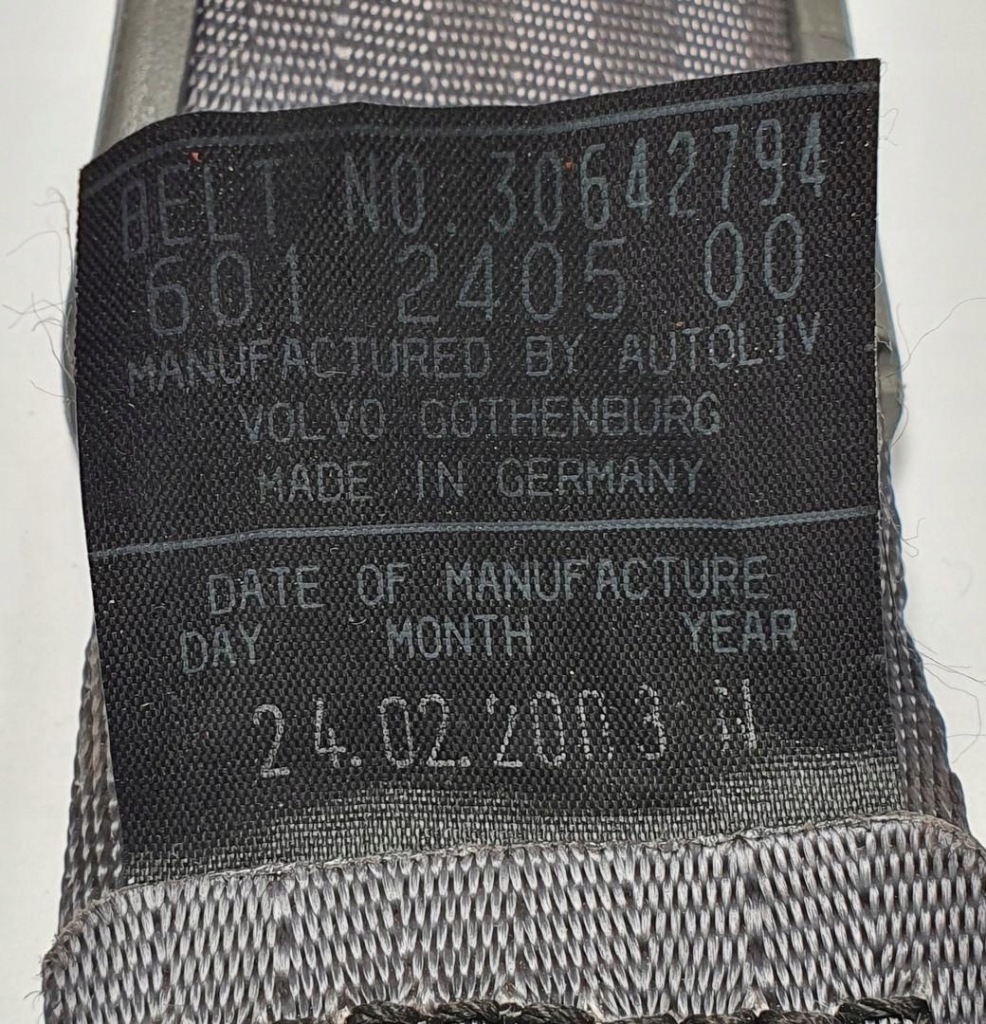 BELT NO. 30642794
601 2405 00
MANUFACTURED BY AUTOLIV
VOLVO GOTHENBURG
MADE IN GERMANY
DATE OF MANUFACTURE
DAY MONTH YEAR
24.02.2003